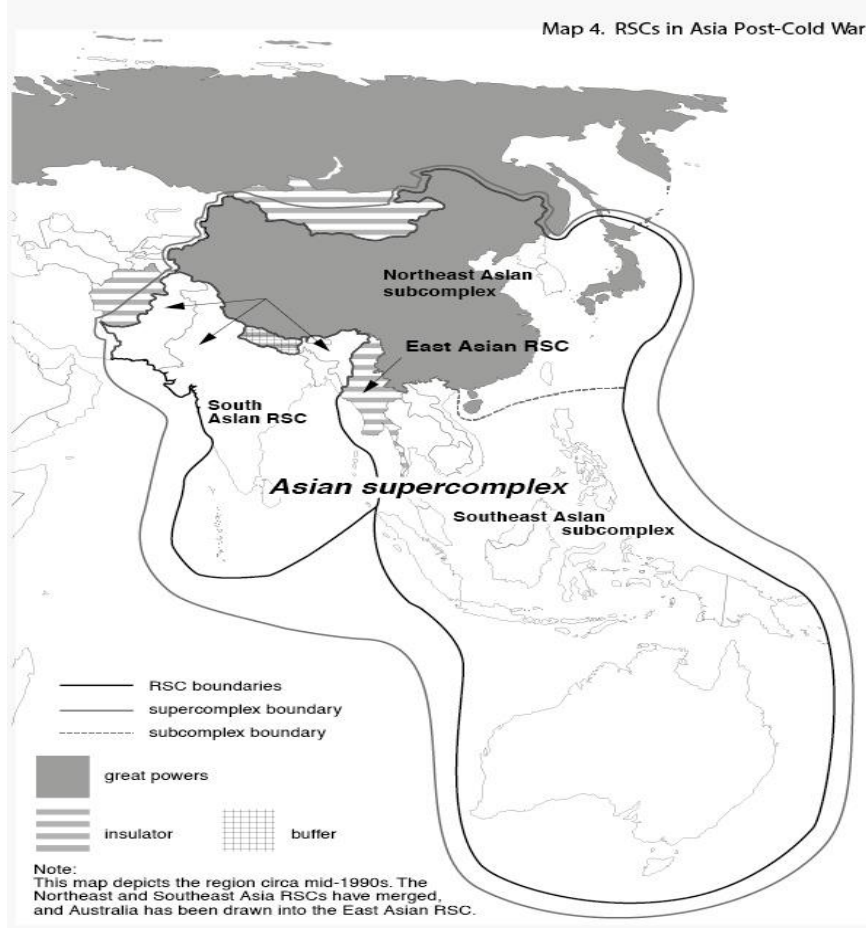 Map 4. RSCs in Asia Post-Cold War
Northeast Asian
subcomplex
East Asian RSC
South
Asian RSC
Asian supercomplex
Southeast Asian
subcomplex
RSC boundaries
supercomplex boundary
subcomplex boundary
great powers
insulator
buffer
Note:
This map depicts the region circa mid-1990s. The
Northeast and Southeast Asia RSCs have merged,
and Australia has been drawn into the East Asian RSC.